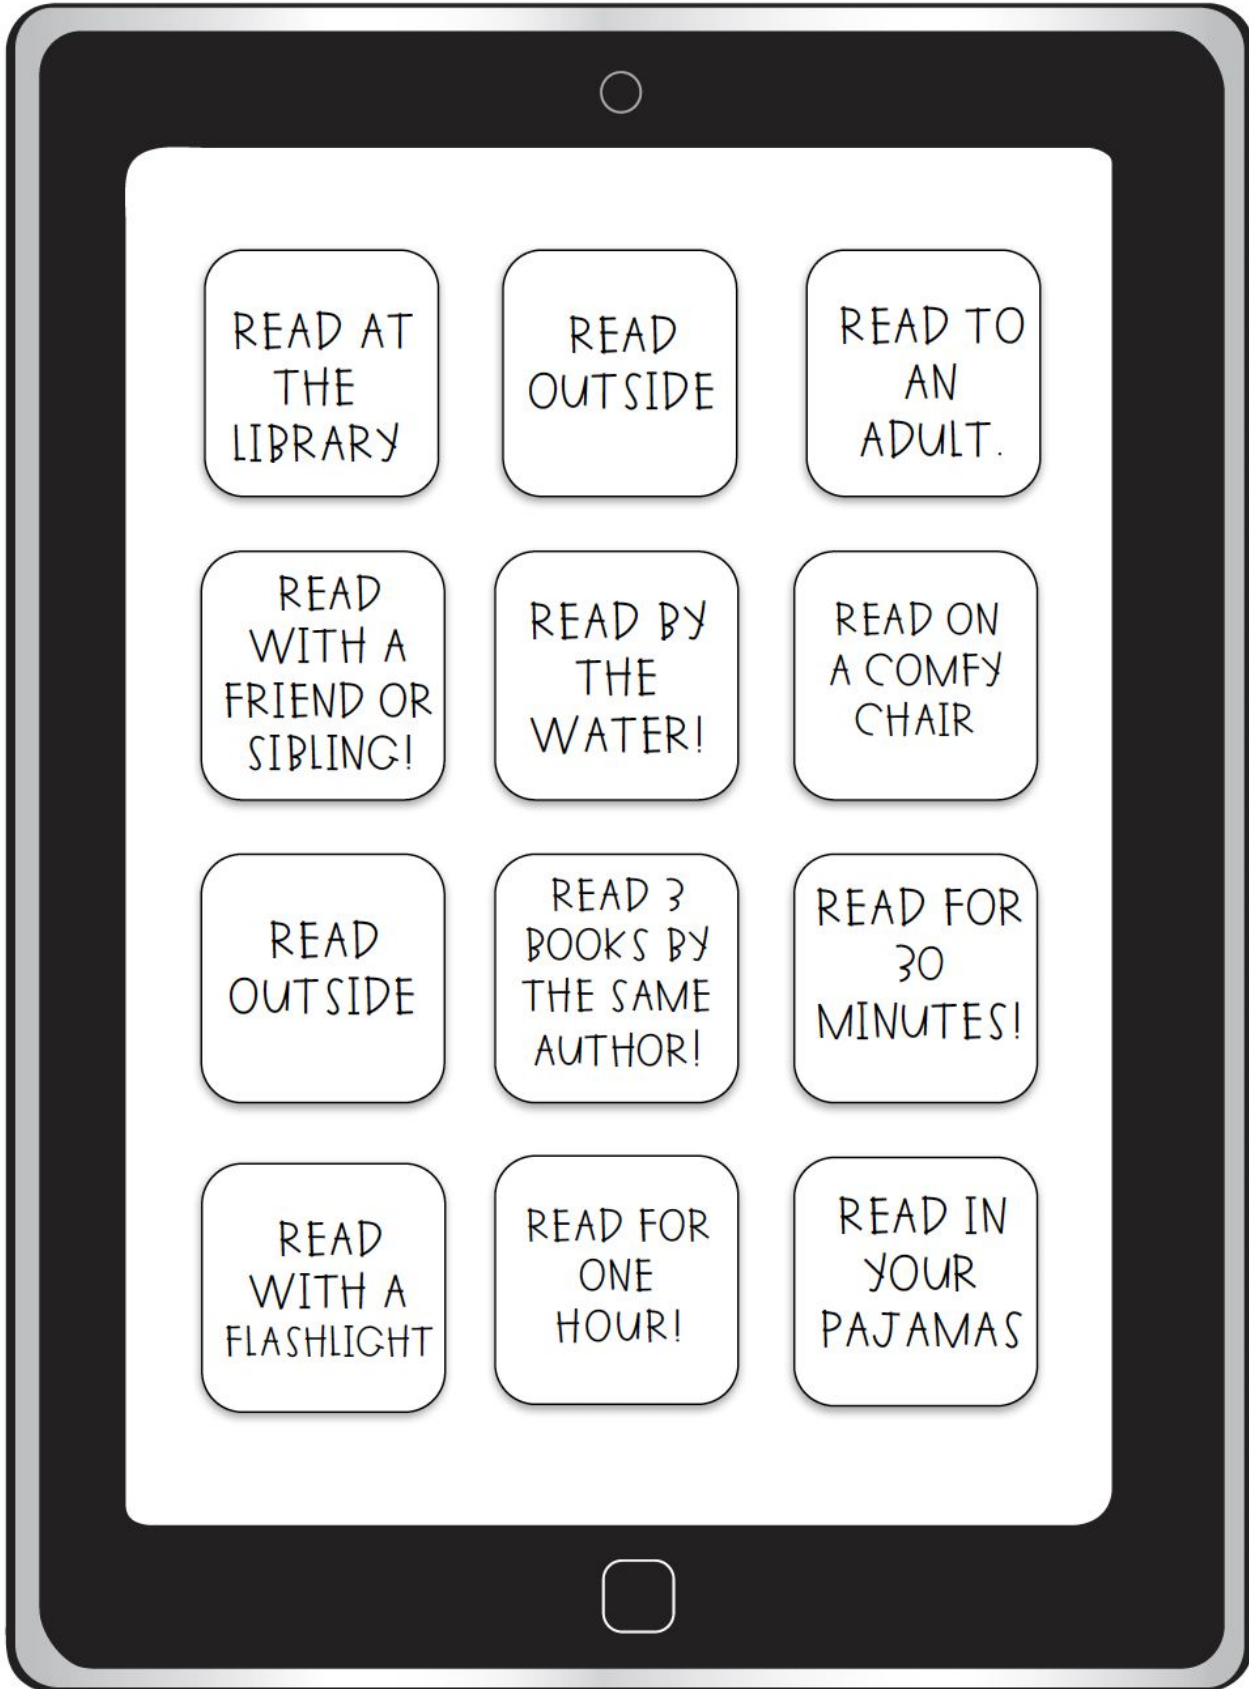 READ AT
THE
LIBRARY
READ
OUTSIDE
READ TO
AN
ADULT.
READ
WITH A
FRIEND OR
SIBLING!
READ BY
THE
WATER!
READ ON
A COMFY
CHAIR
READ
OUTSIDE
READ 3
BOOKS BY
THE SAME
AUTHOR!
READ FOR
30
MINUTES!
READ
WITH A
FLASHLIGHT
READ FOR
ONE
HOUR!
READ IN
YOUR
PAJAMAS